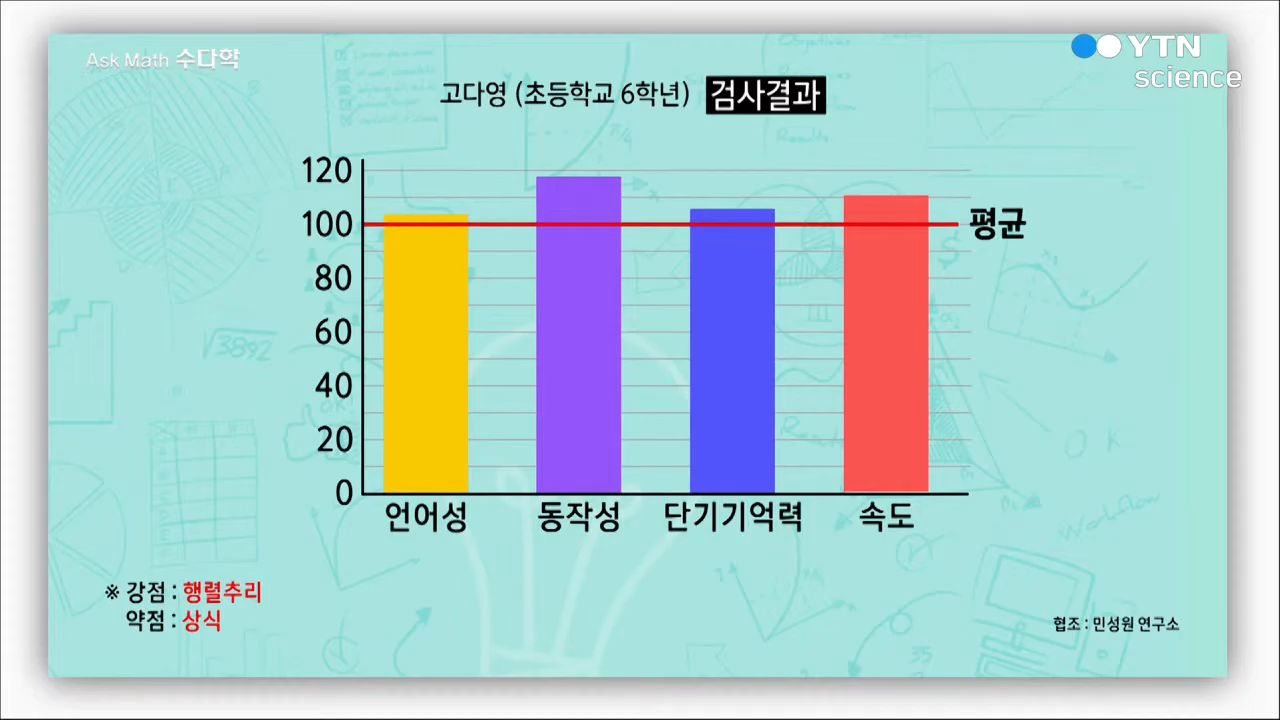 Ask Math 수다학
YTN
science
고다영 (초등학교 6학년) 검사결과
120
100
평균
80
60
40
20
0
언어성 동작성 단기기억력 속도
※ 강점 : 행렬추리
약점 : 상식
협조 : 민성원 연구소
√3892
Workflow